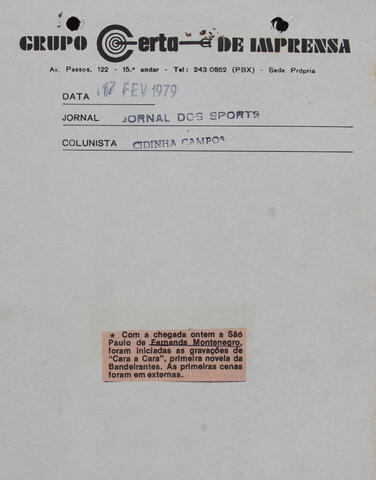 GRUPO Certa DE IMPRENSA
Av. Passos, 122 - 15.º andar - Tel: 243 0862 (PBX) - Sede Própria
DATA 17 FEV 1979
JORNAL JORNAL DOS SPORTS
COLUNISTA CIDINHA CAMPOS
★ Com a chegada ontem a São
Paulo de Fernanda Montenegro,
foram iniciadas as gravações de
"Cara a Cara", primeira novela da
Bandeirantes. As primeiras cenas
foram em externas.